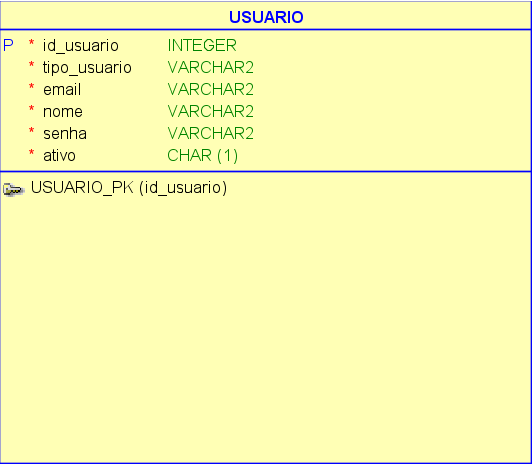 USUARIO
P * id_usuario INTEGER
* tipo_usuario VARCHAR2
* email VARCHAR2
* nome VARCHAR2
* senha VARCHAR2
* ativo CHAR (1)
USUARIO_PK (id_usuario)